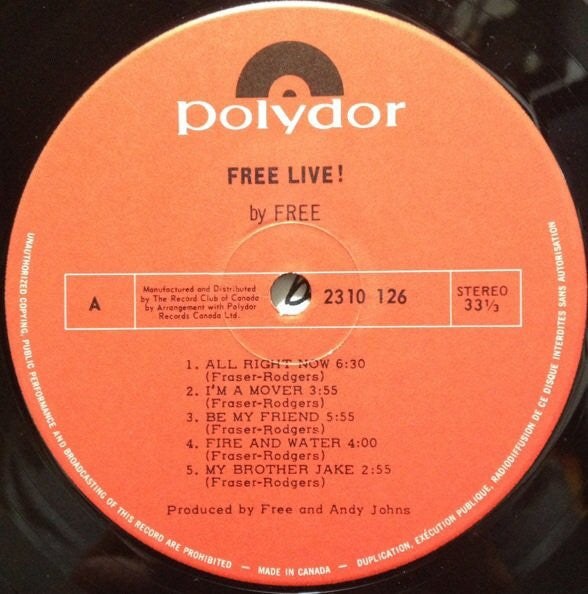 polydor
FREE LIVE!
by FREE
A
Manufactured and Distributed
by The Record Club of Canada
by Arrangement with Polydor
Records Canada Ltd.
2310 126
STEREO
33⅓
1. ALL RIGHT NOW 6:30
(Fraser-Rodgers)
2. I'M A MOVER 3:55
(Fraser-Rodgers)
3. BE MY FRIEND 5:55
(Fraser-Rodgers)
4. FIRE AND WATER 4:00
(Fraser-Rodgers)
5. MY BROTHER JAKE 2:55
(Fraser-Rodgers)
Produced by Free and Andy Johns
UNAUTHORIZED COPYING, PUBLIC PERFORMANCE AND BROADCASTING OF THIS RECORD ARE PROHIBITED — MADE IN CANADA — DUPLICATION, EXÉCUTION PUBLIQUE, RADIODIFFUSION DE CE DISQUE INTERDITES SANS AUTORISATION